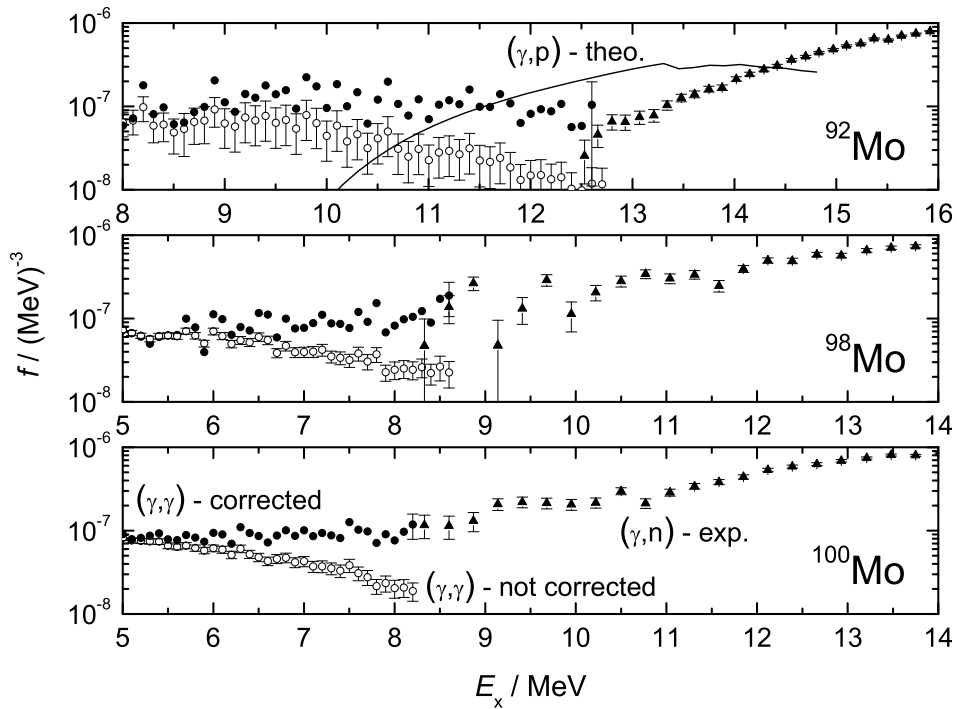 10⁻⁶
(γ,p) - theo.
10⁻⁷
⁹²Mo
10⁻⁸
8 9 10 11 12 13 14 15 16
10⁻⁶
10⁻⁷
⁹⁸Mo
10⁻⁸
5 6 7 8 9 10 11 12 13 14
f / (MeV)⁻³
10⁻⁶
(γ,γ) - corrected
10⁻⁷
(γ,n) - exp.
¹⁰⁰Mo
(γ,γ) - not corrected
10⁻⁸
5 6 7 8 9 10 11 12 13 14
Eₓ / MeV